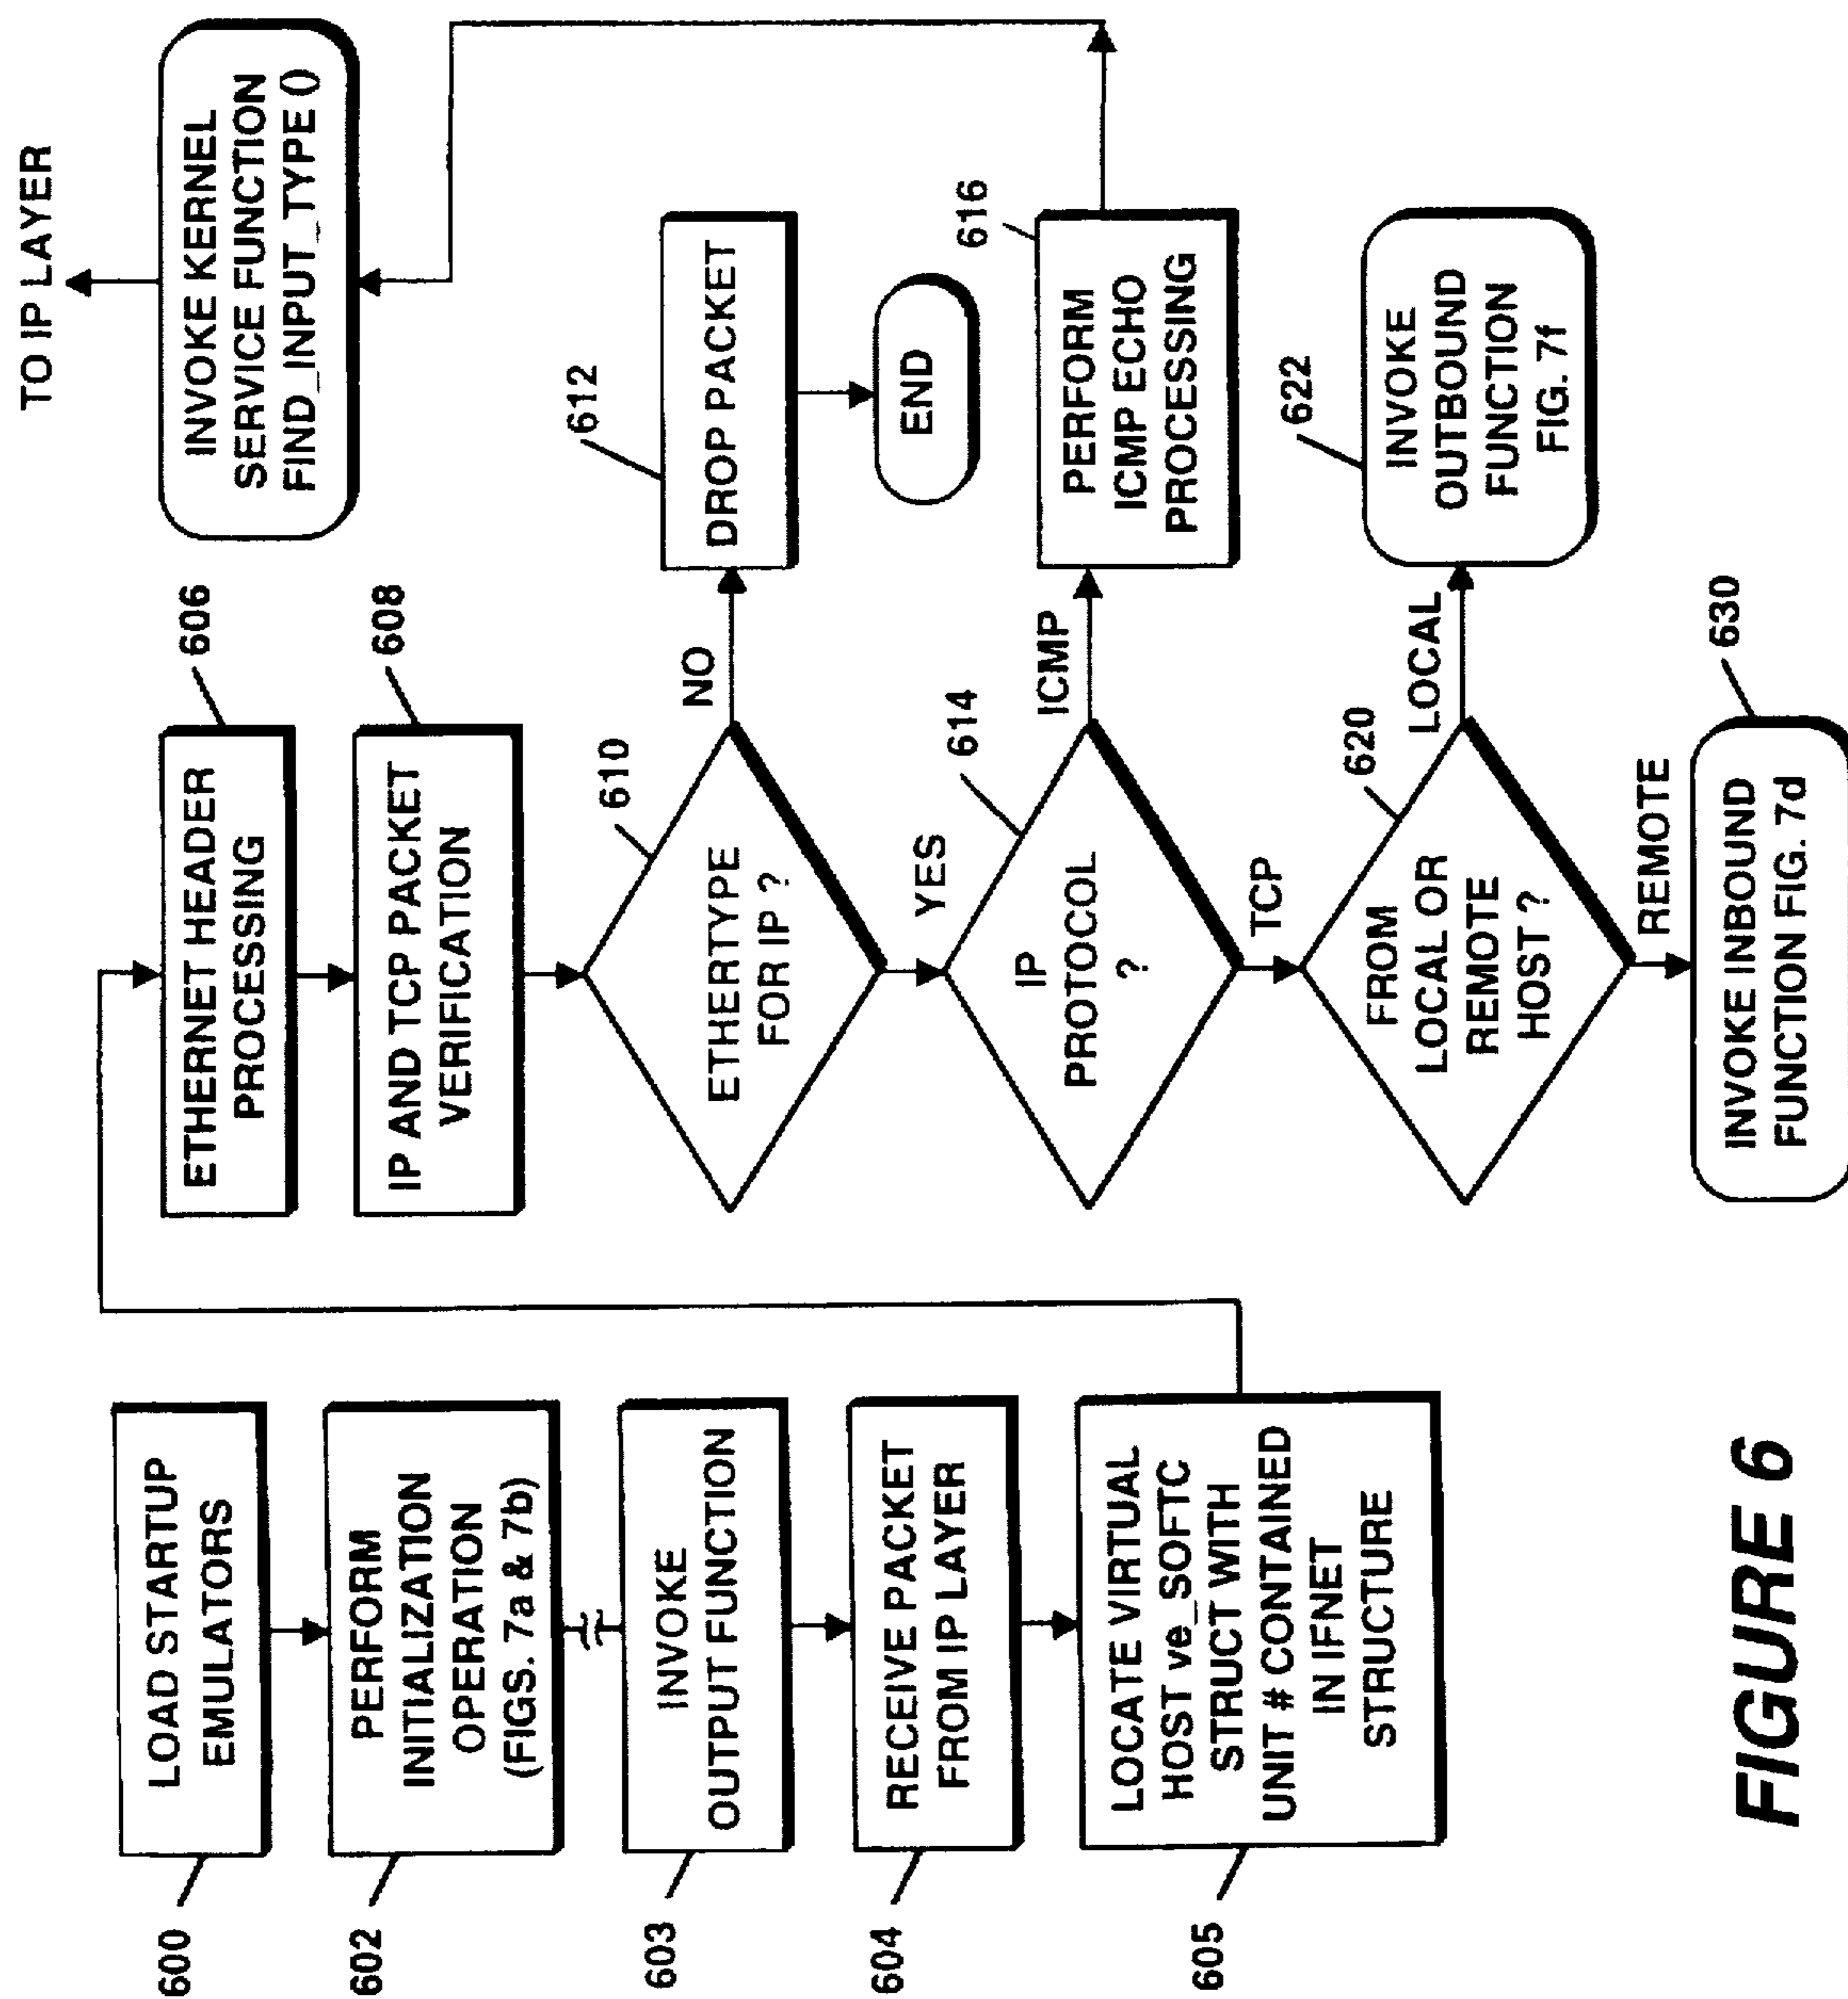 600
LOAD STARTUP
EMULATORS
602
PERFORM
INITIALIZATION
OPERATION
(FIGS. 7a & 7b)
603
INVOKE
OUTPUT FUNCTION
604
RECEIVE PACKET
FROM IP LAYER
605
LOCATE VIRTUAL
HOST ve_SOFTC
STRUCT WITH
UNIT # CONTAINED
IN IFNET
STRUCTURE
606
ETHERNET HEADER
PROCESSING
608
IP AND TCP PACKET
VERIFICATION
610
ETHERTYPE
FOR IP ?
NO
YES
612
DROP PACKET
END
614
IP
PROTOCOL
?
ICMP
TCP
616
PERFORM
ICMP ECHO
PROCESSING
TO IP LAYER
INVOKE KERNEL
SERVICE FUNCTION
FIND_INPUT_TYPE ()
620
FROM
LOCAL OR
REMOTE
HOST ?
LOCAL
REMOTE
622
INVOKE
OUTBOUND
FUNCTION
FIG. 7f
630
INVOKE INBOUND
FUNCTION FIG. 7d
FIGURE 6